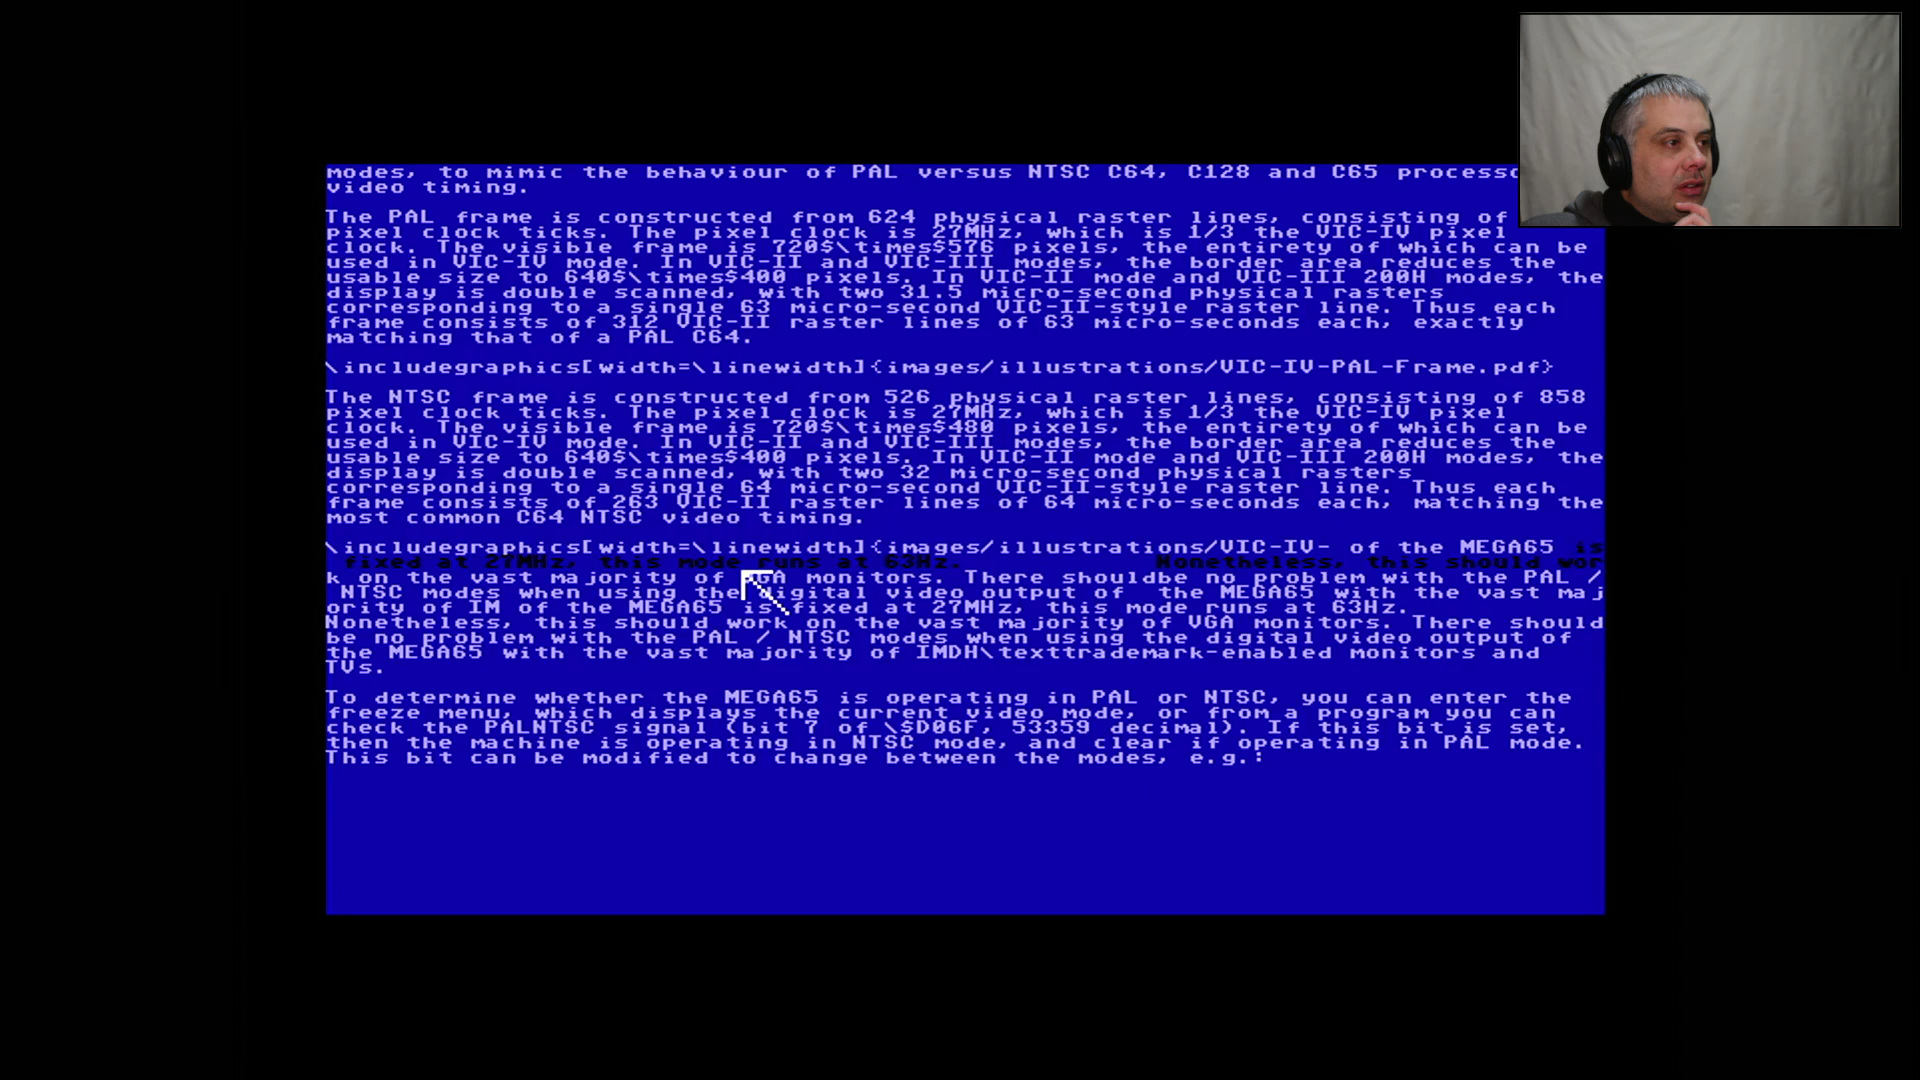 modes, to mimic the behaviour of PAL versus NTSC C64, C128 and C65
video timing.
The PAL frame is constructed from 624 physical raster lines, consisting of
pixel clock ticks. The pixel clock is 27MHz, which is 1/3 the VIC-IV pixel
clock. The visible frame is 720$\times$576 pixels, the entirety of which can be
used in VIC-IV mode. In VIC-II and VIC-III modes, the border area reduces the
usable size to 640$\times$400 pixels. In VIC-II mode and VIC-III 200H modes, the
display is double scanned, with two 31.5 micro-second physical rasters
corresponding to a single 63 micro-second VIC-II-style raster line. Thus each
frame consists of 312 VIC-II raster lines of 63 micro-seconds each, exactly
matching that of a PAL C64.
\includegraphics[width=\linewidth]{images/illustrations/VIC-IV-PAL-Frame.pdf}
The NTSC frame is constructed from 526 physical raster lines, consisting of 858
pixel clock ticks. The pixel clock is 27MHz, which is 1/3 the VIC-IV pixel
clock. The visible frame is 720$\times$480 pixels, the entirety of which can be
used in VIC-IV mode. In VIC-II and VIC-III modes, the border area reduces the
usable size to 640$\times$400 pixels. In VIC-II mode and VIC-III 200H modes, the
display is double scanned, with two 32 micro-second physical rasters
corresponding to a single 64 micro-second VIC-II-style raster line. Thus each
frame consists of 263 VIC-II raster lines of 64 micro-seconds each, matching the
most common C64 NTSC video timing.
\includegraphics[width=\linewidth]{images/illustrations/VIC-IV- of the MEGA65 is
fixed at 27MHz, this mode runs at 63Hz. Nonetheless, this should wor
k on the vast majority of VGA monitors. There shouldbe no problem with the PAL /
NTSC modes when using the digital video output of the MEGA65 with the vast maj
ority of IM of the MEGA65 is fixed at 27MHz, this mode runs at 63Hz.
Nonetheless, this should work on the vast majority of VGA monitors. There should
be no problem with the PAL / NTSC modes when using the digital video output of
the MEGA65 with the vast majority of IMDH\texttrademark-enabled monitors and
TVs.
To determine whether the MEGA65 is operating in PAL or NTSC, you can enter the
freeze menu, which displays the current video mode, or from a program you can
check the PALNTSC signal (bit 7 of \$D06F, 53359 decimal). If this bit is set,
then the machine is operating in NTSC mode, and clear if operating in PAL mode.
This bit can be modified to change between the modes, e.g.: